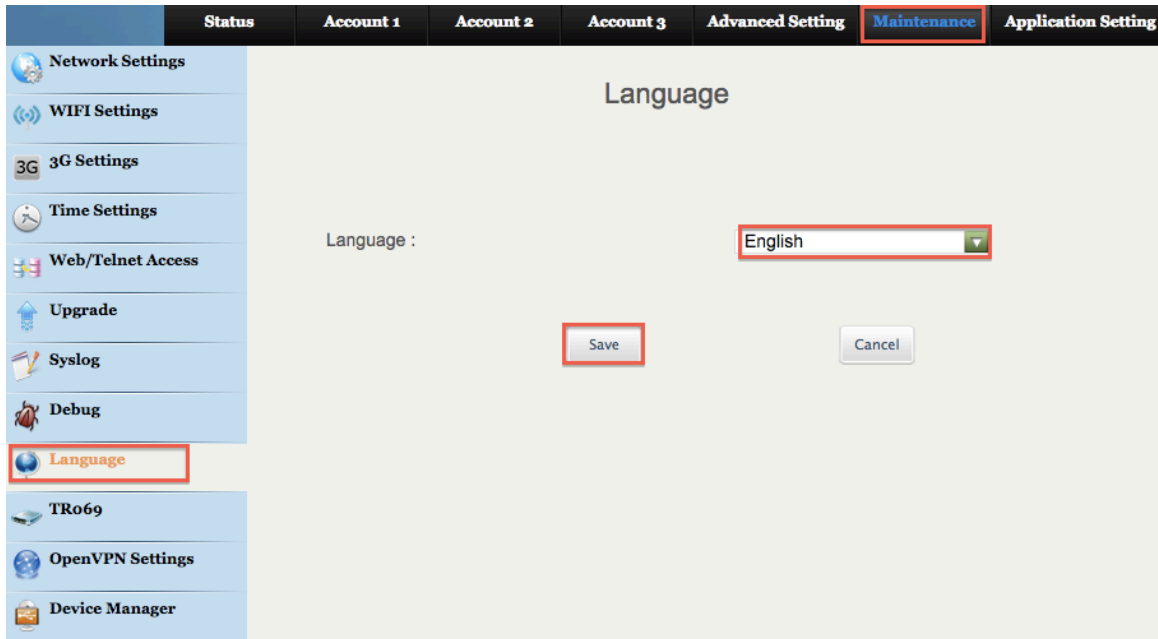 Status Account 1 Account 2 Account 3 Advanced Setting Maintenance Application Setting
Network Settings
WIFI Settings
3G 3G Settings
Time Settings
Web/Telnet Access
Upgrade
Syslog
Debug
Language
TR069
OpenVPN Settings
Device Manager
Language
Language : English
Save Cancel